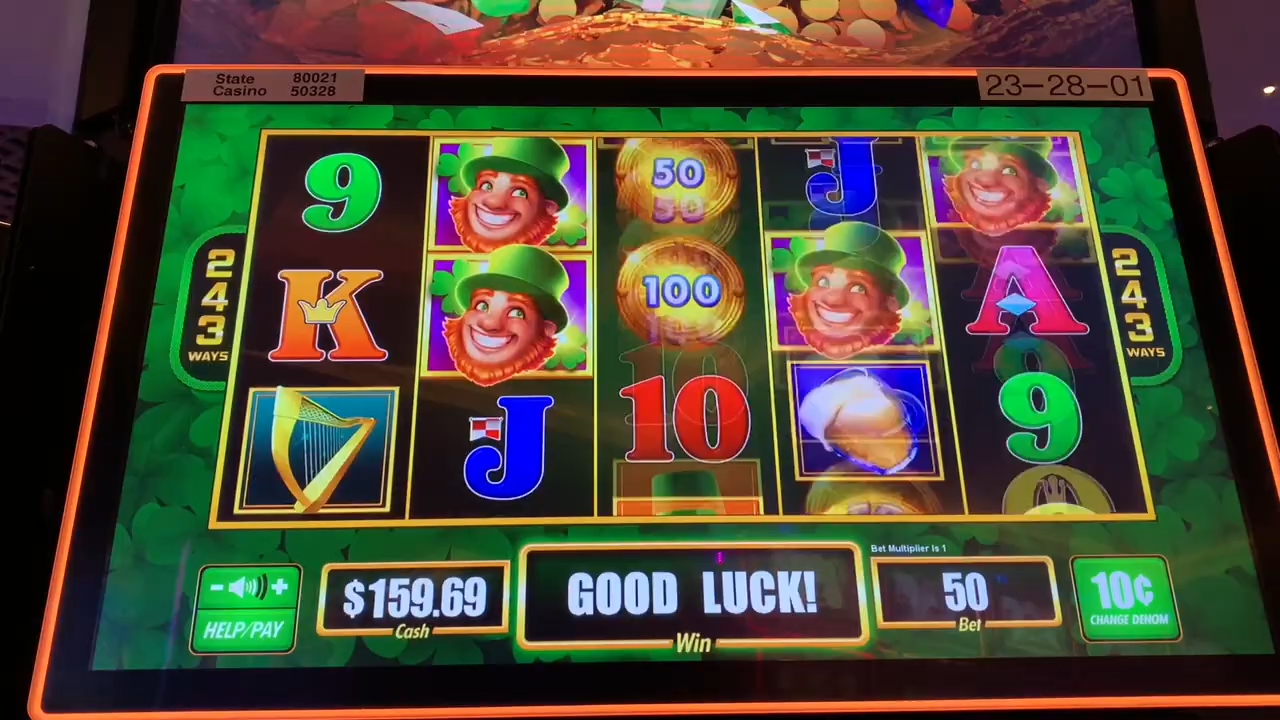 State 80021
Casino 50328
23-28-01
9
50
J
K
100
A
J
10
9
243
WAYS
243
WAYS
Bet Multiplier Is 1
$159.69
Cash
GOOD LUCK!
Win
50
Bet
10¢
CHANGE DENOM
- +
HELP/PAY